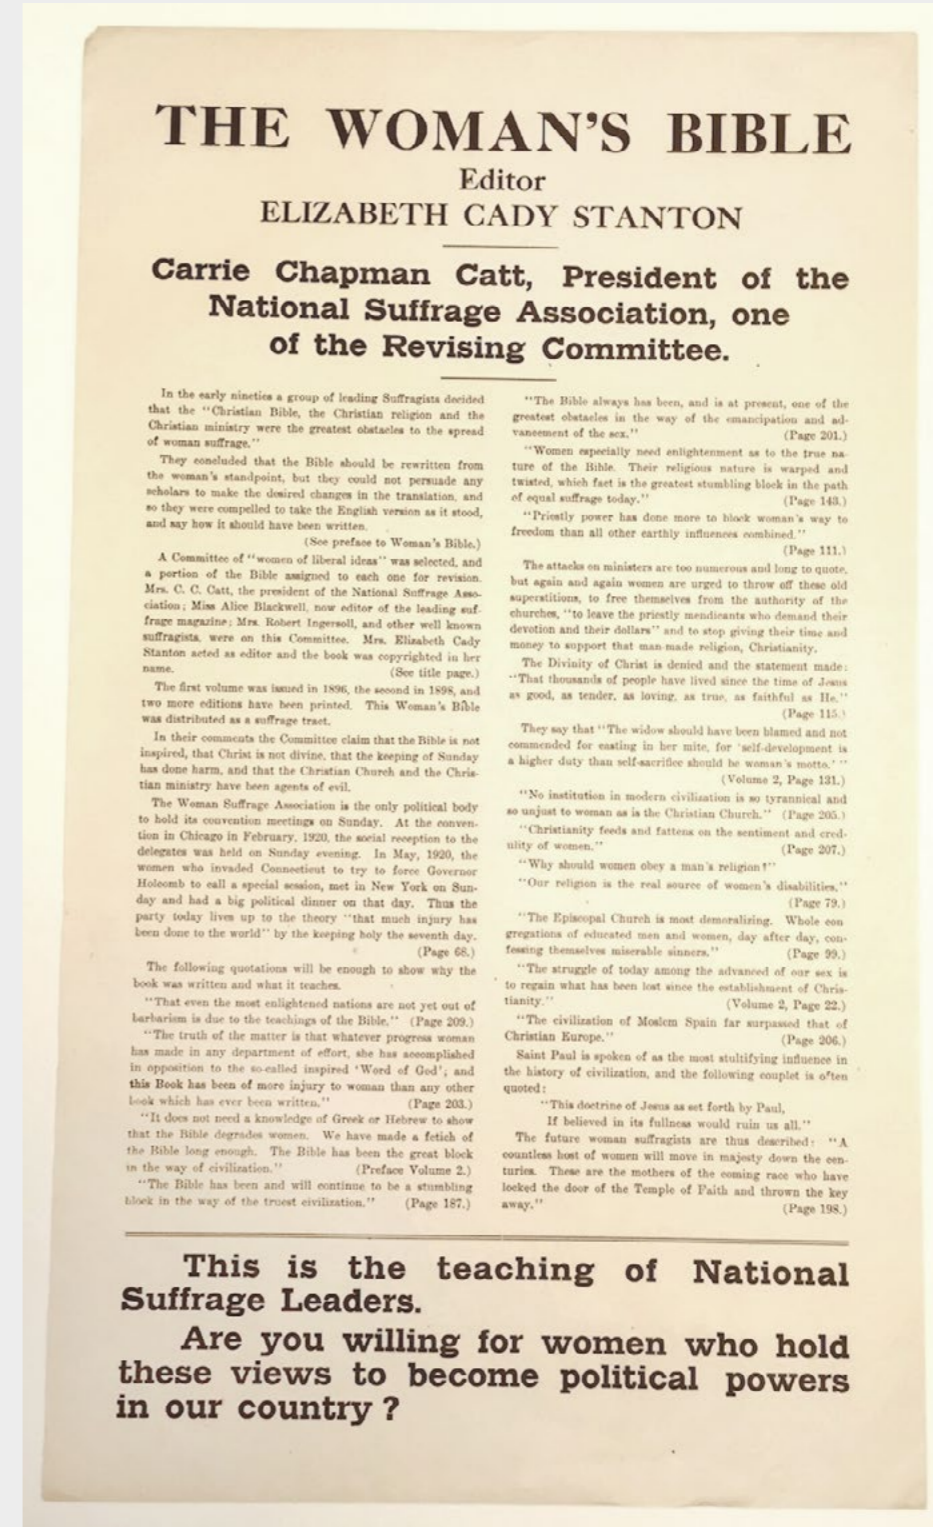 THE WOMAN'S BIBLE
Editor
ELIZABETH CADY STANTON
Carrie Chapman Catt, President of the
National Suffrage Association, one
of the Revising Committee.
In the early nineties a group of leading Suffragists decided
that the "Christian Bible, the Christian religion and the
Christian ministry were the greatest obstacles to the spread
of woman suffrage."
They concluded that the Bible should be rewritten from
the woman's standpoint, but they could not persuade any
scholars to make the desired changes in the translation, and
so they were compelled to take the English version as it stood,
and say how it should have been written.
(See preface to Woman's Bible.)
A Committee of "women of liberal ideas" was selected, and
a portion of the Bible assigned to each one for revision.
Mrs. C. C. Catt, the president of the National Suffrage Asso-
ciation; Miss Alice Blackwell, now editor of the leading suf-
frage magazine; Mrs. Robert Ingersoll, and other well known
suffragists, were on this Committee. Mrs. Elizabeth Cady
Stanton acted as editor and the book was copyrighted in her
name. (See title page.)
The first volume was issued in 1896, the second in 1898, and
two more editions have been printed. This Woman's Bible
was distributed as a suffrage tract.
In their comments the Committee claim that the Bible is not
inspired, that Christ is not divine, that the keeping of Sunday
has done harm, and that the Christian Church and the Chris-
tian ministry have been agents of evil.
The Woman Suffrage Association is the only political body
to hold its convention meetings on Sunday. At the conven-
tion in Chicago in February, 1920, the social reception to the
delegates was held on Sunday evening. In May, 1920, the
women who invaded Connecticut to try to force Governor
Holcomb to call a special session, met in New York on Sun-
day and had a big political dinner on that day. Thus the
party today lives up to the theory "that much injury has
been done to the world" by the keeping holy the seventh day.
(Page 68.)
The following quotations will be enough to show why the
book was written and what it teaches.
"That even the most enlightened nations are not yet out of
barbarism is due to the teachings of the Bible." (Page 209.)
"The truth of the matter is that whatever progress woman
has made in any department of effort, she has accomplished
in opposition to the so-called inspired 'Word of God'; and
this Book has been of more injury to woman than any other
book which has ever been written." (Page 203.)
"It does not need a knowledge of Greek or Hebrew to show
that the Bible degrades women. We have made a fetich of
the Bible long enough. The Bible has been the great block
in the way of civilization." (Preface Volume 2.)
"The Bible has been and will continue to be a stumbling
block in the way of the truest civilization." (Page 187.)
"The Bible always has been, and is at present, one of the
greatest obstacles in the way of the emancipation and ad-
vancement of the sex." (Page 201.)
"Women especially need enlightenment as to the true na-
ture of the Bible. Their religious nature is warped and
twisted, which fact is the greatest stumbling block in the path
of equal suffrage today." (Page 143.)
"Priestly power has done more to block woman's way to
freedom than all other earthly influences combined."
(Page 111.)
The attacks on ministers are too numerous and long to quote,
but again and again women are urged to throw off these old
superstitions, to free themselves from the authority of the
churches, "to leave the priestly mendicants who demand their
devotion and their dollars" and to stop giving their time and
money to support that man-made religion, Christianity.
The Divinity of Christ is denied and the statement made:
"That thousands of people have lived since the time of Jesus
as good, as tender, as loving, as true, as faithful as He."
(Page 115.)
They say that "The widow should have been blamed and not
commended for casting in her mite, for 'self-development is
a higher duty than self-sacrifice should be woman's motto.' "
(Volume 2, Page 131.)
"No institution in modern civilization is so tyrannical and
so unjust to woman as is the Christian Church." (Page 205.)
"Christianity feeds and fattens on the sentiment and cred-
ulity of women." (Page 207.)
"Why should women obey a man's religion?"
"Our religion is the real source of women's disabilities."
(Page 79.)
"The Episcopal Church is most demoralizing. Whole con
gregations of educated men and women, day after day, con-
fessing themselves miserable sinners." (Page 99.)
"The struggle of today among the advanced of our sex is
to regain what has been lost since the establishment of Chris-
tianity." (Volume 2, Page 22.)
"The civilization of Moslem Spain far surpassed that of
Christian Europe." (Page 206.)
Saint Paul is spoken of as the most stultifying influence in
the history of civilization, and the following couplet is often
quoted:
"This doctrine of Jesus as set forth by Paul,
If believed in its fullness would ruin us all."
The future woman suffragists are thus described: "A
countless host of women will move in majesty down the cen-
turies. These are the mothers of the coming race who have
locked the door of the Temple of Faith and thrown the key
away." (Page 198.)
This is the teaching of National
Suffrage Leaders.
Are you willing for women who hold
these views to become political powers
in our country?